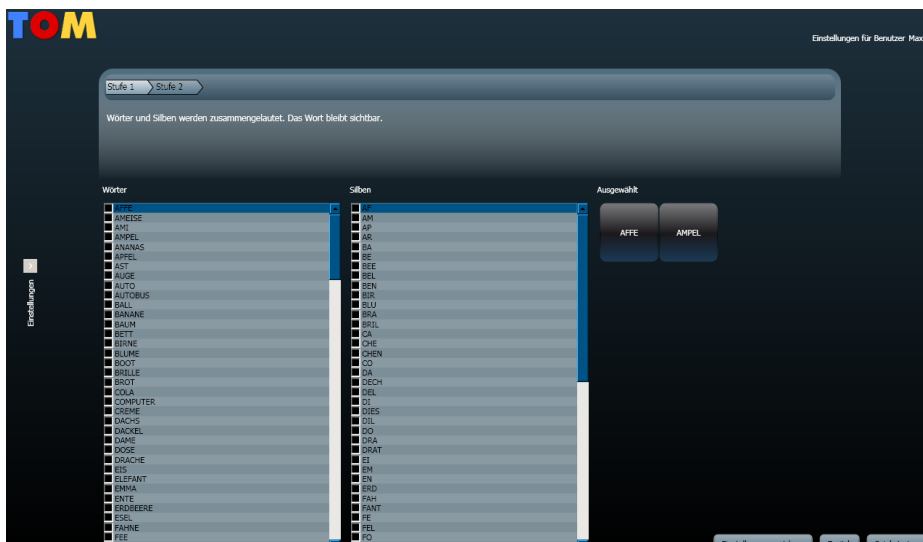 TOM
Einstellungen für Benutzer Max
Stufe 1
Stufe 2
Wörter und Silben werden zusammengelautet. Das Wort bleibt sichtbar.
Wörter
AFFE
AMEISE
AMI
AMPEL
ANANAS
APFEL
AST
AUGE
AUTO
AUTOBUS
BALL
BANANE
BAUM
BETT
BIRNE
BLUME
BOOT
BRILLE
BROT
COLA
COMPUTER
CREME
DACHS
DACKEL
DAME
DOSE
DRACHE
EIS
ELEFANT
EMMA
ENTE
ERDBEERE
ESEL
FAHNE
FEE
Silben
AF
AM
AP
AR
BA
BE
BEE
BEL
BEN
BIR
BLU
BRA
BRIL
CA
CHE
CHEN
CO
DA
DECH
DEL
DI
DIES
DIL
DO
DRA
DRAT
EI
EM
EN
ERD
FAH
FANT
FE
FEL
FO
Ausgewählt
AFFE
AMPEL
Einstellungen